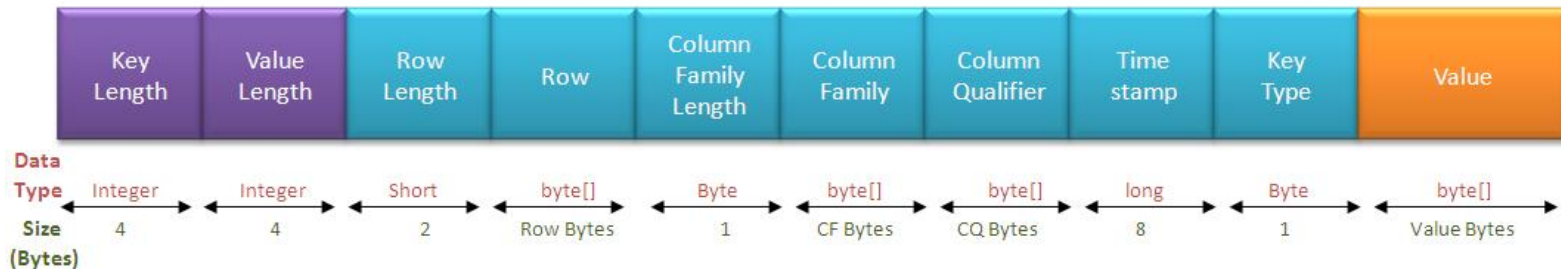 Key Length
Value Length
Row Length
Row
Column Family Length
Column Family
Column Qualifier
Time stamp
Key Type
Value
Data Type Integer Integer Short byte[] Byte byte[] byte[] long Byte byte[]
Size (Bytes) 4 4 2 Row Bytes 1 CF Bytes CQ Bytes 8 1 Value Bytes